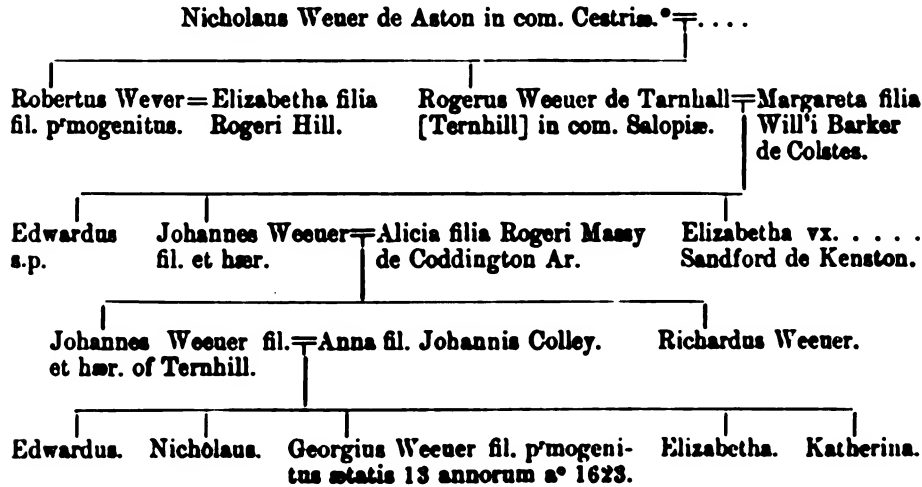 Nicholaus Weuer de Aston in com. Cestriæ.* = . . . .
Robertus Wever = Elizabetha filia Rogerus Weeuer de Tarnhall = Margareta filia
fil. p'mogenitus. Rogeri Hill. [Ternhill] in com. Salopiæ. Will'i Barker
de Colstes.
Edwardus Johannes Weeuer = Alicia filia Rogeri Massy Elizabetha vx. . . . . .
s.p. fil. et hær. de Coddington Ar. Sandford de Kenston.
Johannes Weeuer fil. = Anna fil. Johannis Colley. Richardus Weeuer.
et hær. of Ternhill.
Edwardus. Nicholaus. Georgius Weeuer fil. p'mogeni- Elizabetha. Katherina.
tus ætatis 13 annorum aº 1623.